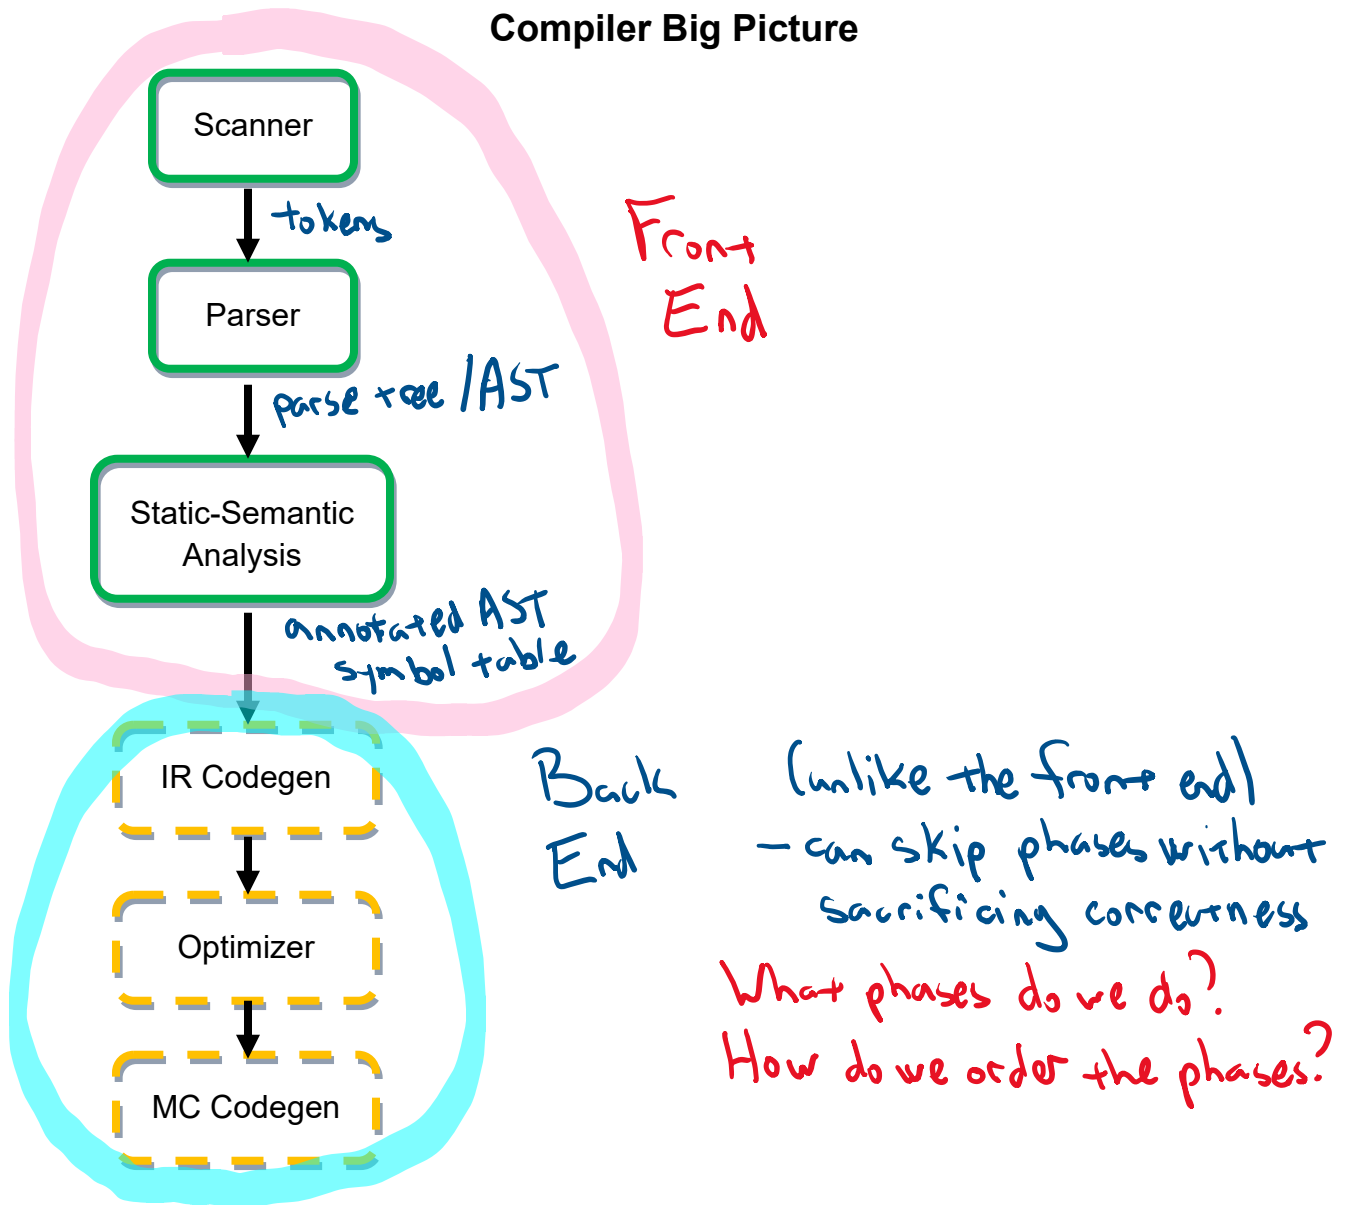 Compiler Big Picture
Scanner
tokens
Front
End
Parser
parse tree / AST
Static-Semantic
Analysis
annotated AST
symbol table
IR Codegen
Back
End
(unlike the front end)
- can skip phases without
sacrificing correctness
Optimizer
What phases do we do?
How do we order the phases?
MC Codegen